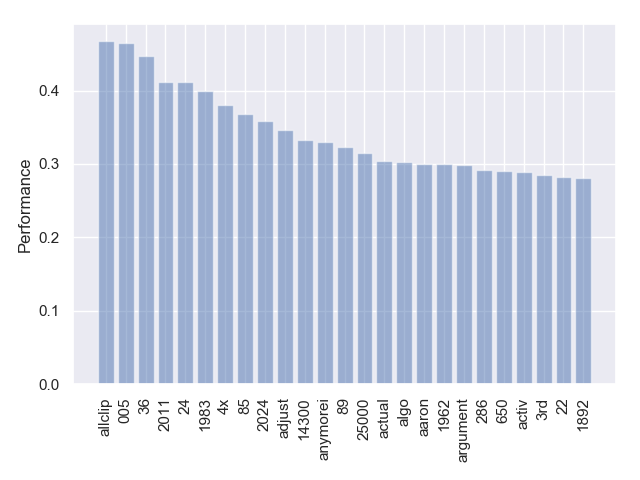 Performance
0.4
0.3
0.2
0.1
0.0
allclip
005
36
2011
24
1983
4x
85
2024
adjust
14300
anymorei
89
25000
actual
algo
aaron
1962
argument
286
650
activ
3rd
22
1892